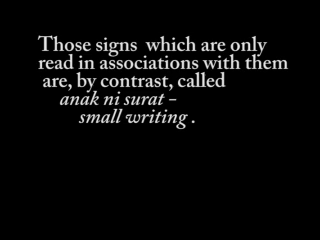 Those signs which are only
read in associations with them
are, by contrast, called
anak ni surat -
small writing .